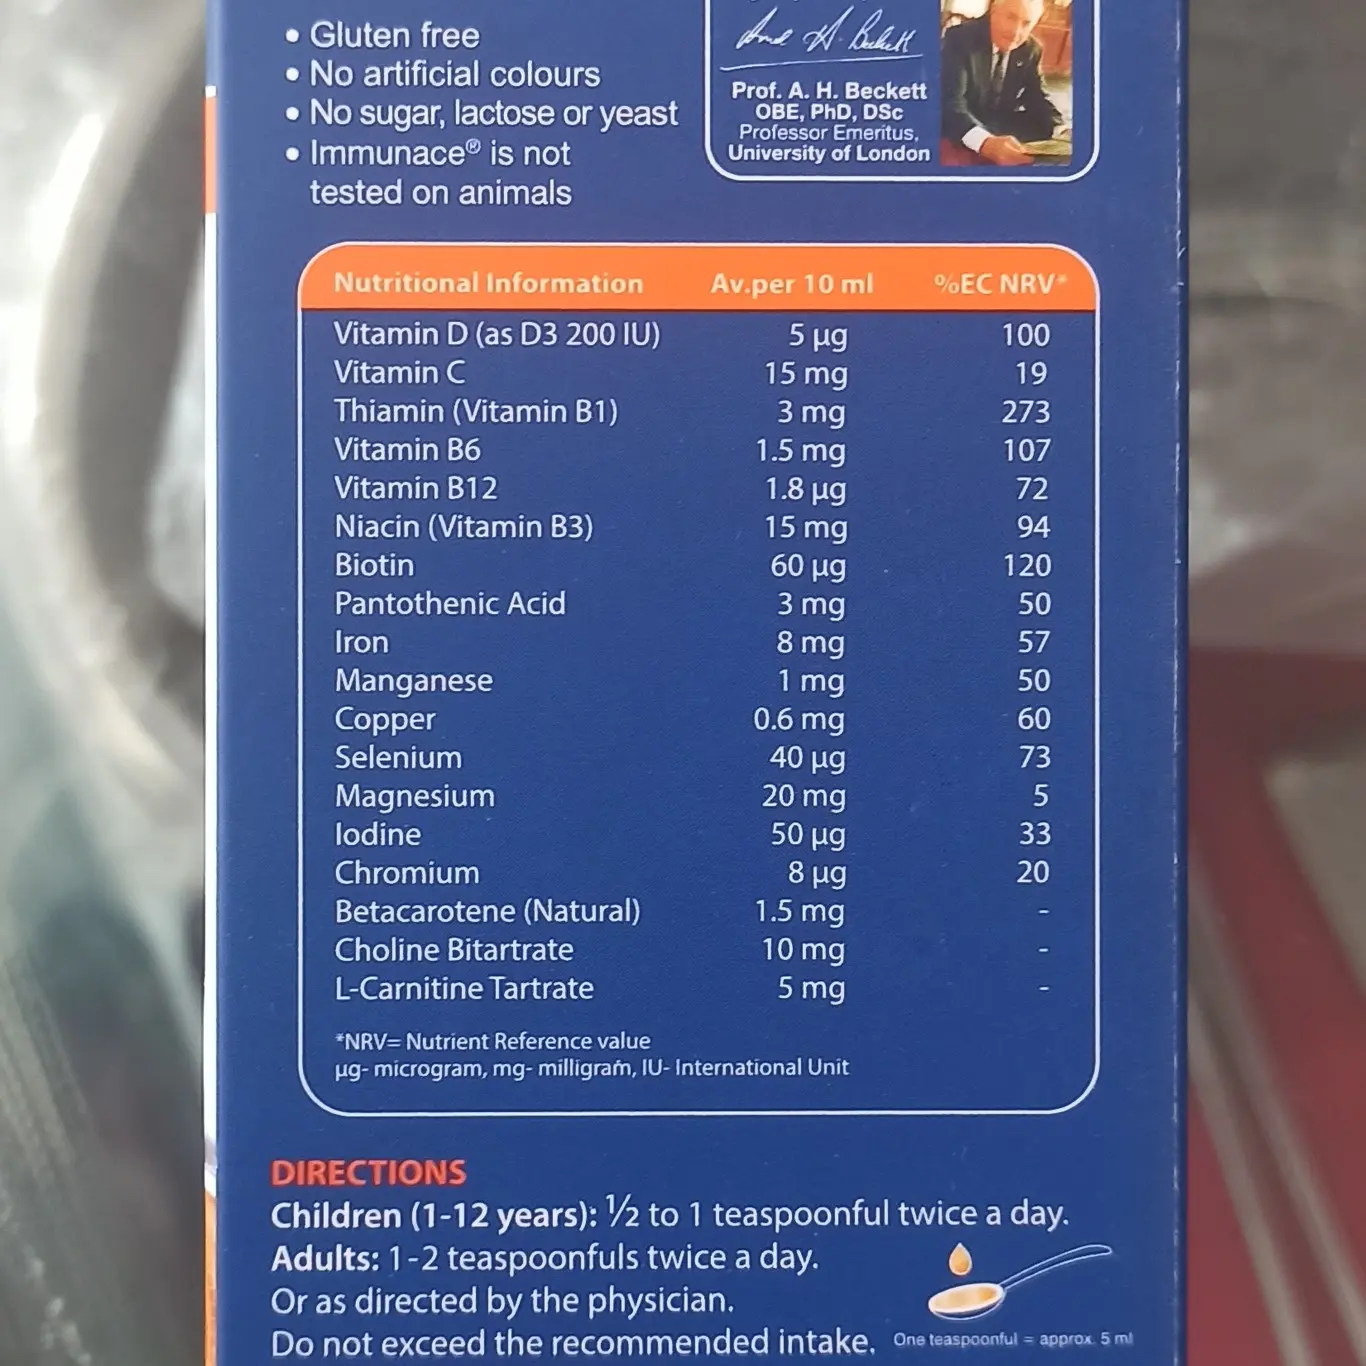 • Gluten free
• No artificial colours
• No sugar, lactose or yeast
• Immunace® is not
tested on animals
Prof. A. H. Beckett
OBE, PhD, DSc
Professor Emeritus,
University of London
Nutritional Information Av.per 10 ml %EC NRV*
Vitamin D (as D3 200 IU) 5 µg 100
Vitamin C 15 mg 19
Thiamin (Vitamin B1) 3 mg 273
Vitamin B6 1.5 mg 107
Vitamin B12 1.8 µg 72
Niacin (Vitamin B3) 15 mg 94
Biotin 60 µg 120
Pantothenic Acid 3 mg 50
Iron 8 mg 57
Manganese 1 mg 50
Copper 0.6 mg 60
Selenium 40 µg 73
Magnesium 20 mg 5
Iodine 50 µg 33
Chromium 8 µg 20
Betacarotene (Natural) 1.5 mg -
Choline Bitartrate 10 mg -
L-Carnitine Tartrate 5 mg -
*NRV= Nutrient Reference value
µg- microgram, mg- milligram, IU- International Unit
DIRECTIONS
Children (1-12 years): ½ to 1 teaspoonful twice a day.
Adults: 1-2 teaspoonfuls twice a day.
Or as directed by the physician.
Do not exceed the recommended intake.
One teaspoonful = approx. 5 ml